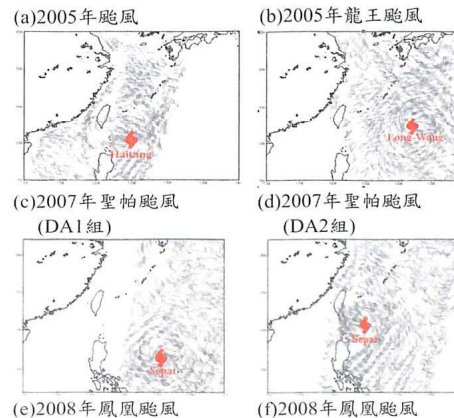 (a)2005年颱風
(b)2005年龍王颱風
Haitang
Long-Wang
(c)2007年聖帕颱風
(DA1組)
(d)2007年聖帕颱風
(DA2組)
Sepat
Sepat
(e)2008年鳳凰颱風
(f)2008年鳳凰颱風